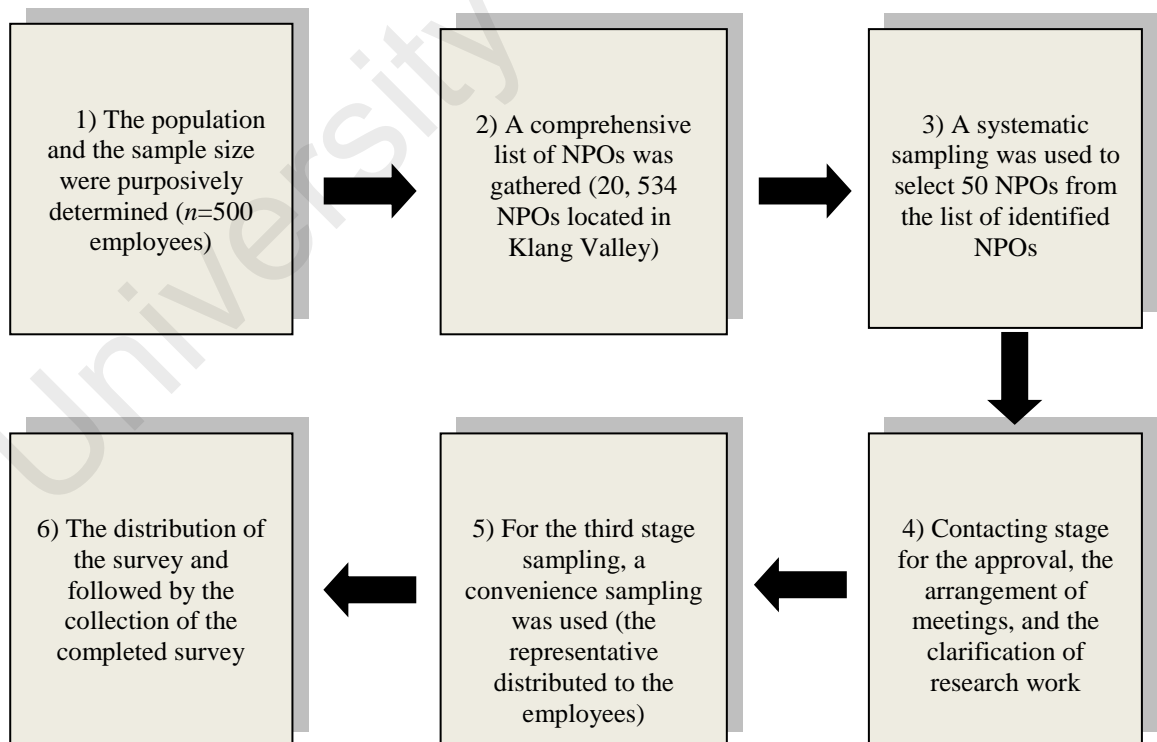 1) The population
and the sample size
were purposively
determined (n=500
employees)
2) A comprehensive
list of NPOs was
gathered (20, 534
NPOs located in
Klang Valley)
3) A systematic
sampling was used to
select 50 NPOs from
the list of identified
NPOs
4) Contacting stage
for the approval, the
arrangement of
meetings, and the
clarification of
research work
5) For the third stage
sampling, a
convenience sampling
was used (the
representative
distributed to the
employees)
6) The distribution of
the survey and
followed by the
collection of the
completed survey
University